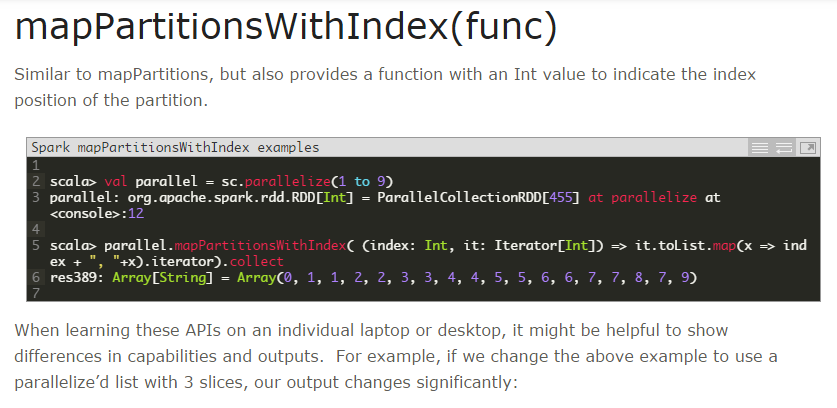 mapPartitionsWithIndex(func)
Similar to mapPartitions, but also provides a function with an Int value to indicate the index
position of the partition.
Spark mapPartitionsWithIndex examples
1
2 scala> val parallel = sc.parallelize(1 to 9)
3 parallel: org.apache.spark.rdd.RDD[Int] = ParallelCollectionRDD[455] at parallelize at
<console>:12
4
5 scala> parallel.mapPartitionsWithIndex( (index: Int, it: Iterator[Int]) => it.toList.map(x => ind
ex + ", "+x).iterator).collect
6 res389: Array[String] = Array(0, 1, 1, 2, 2, 3, 3, 4, 4, 5, 5, 6, 6, 7, 7, 8, 7, 9)
7
When learning these APIs on an individual laptop or desktop, it might be helpful to show
differences in capabilities and outputs.  For example, if we change the above example to use a
parallelize’d list with 3 slices, our output changes significantly: